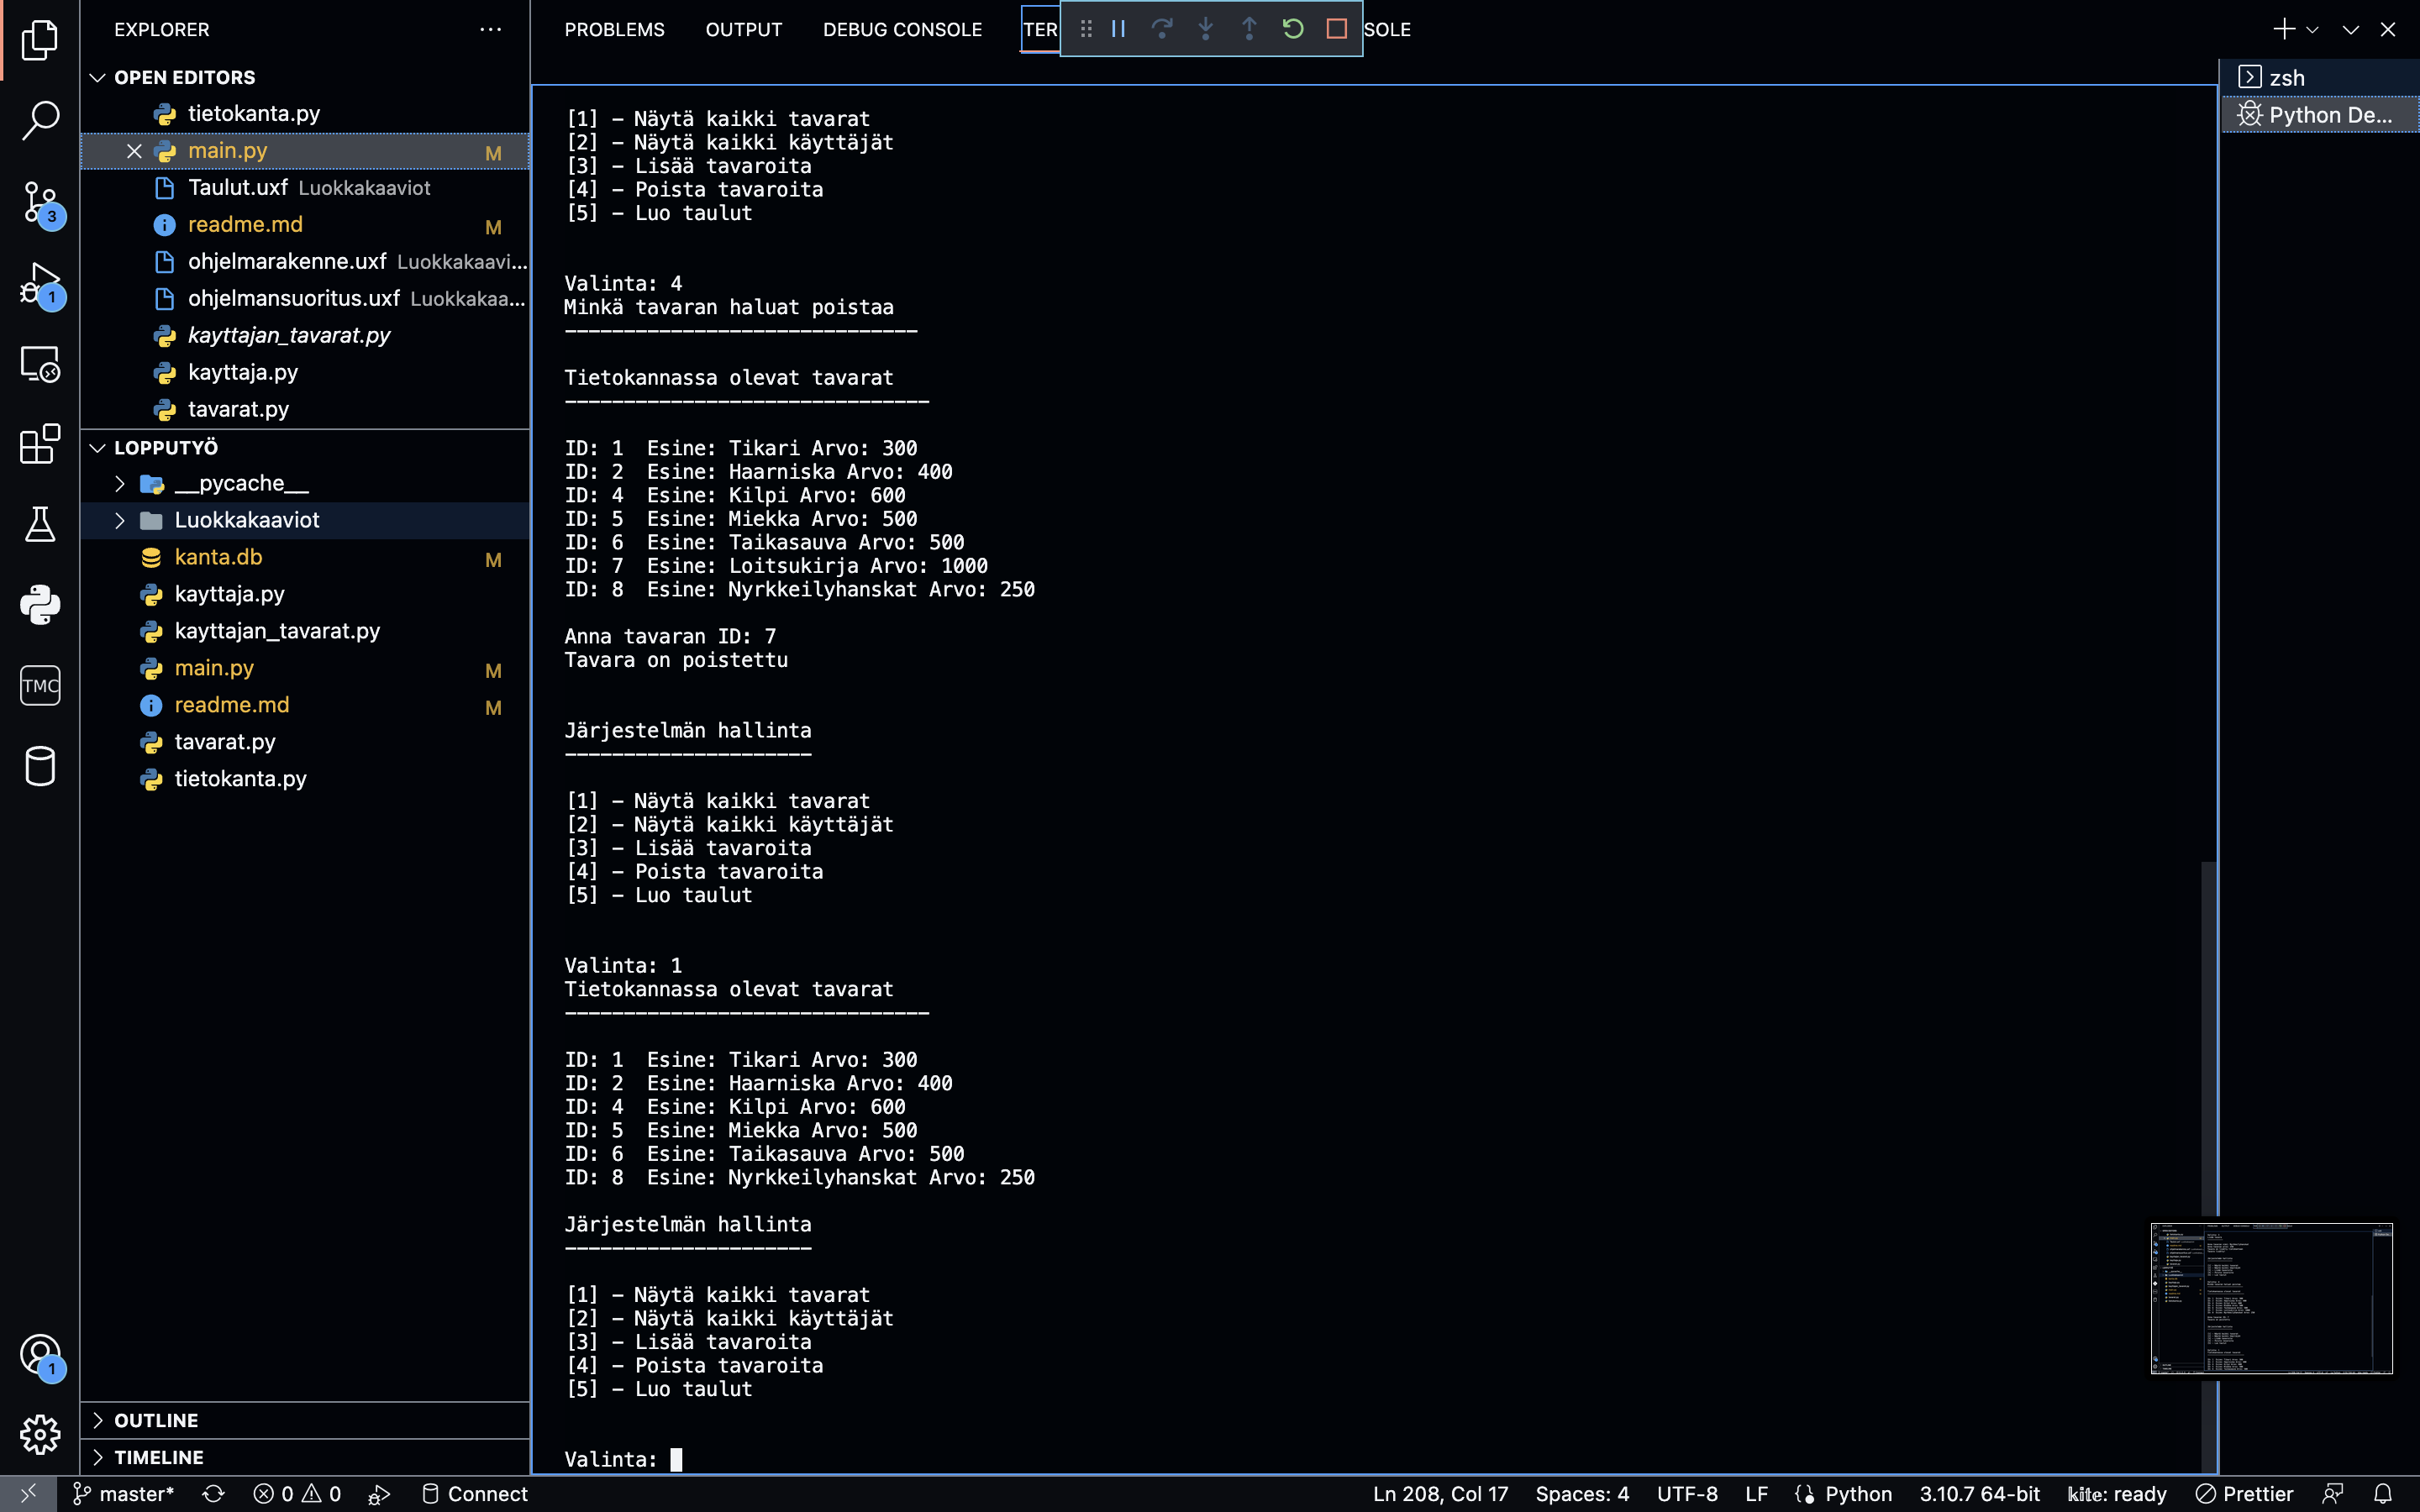 EXPLORER
OPEN EDITORS
tietokanta.py
main.py M
Taulut.uxf Luokkakaaviot
readme.md M
ohjelmarakenne.uxf Luokkakaavi...
ohjelmansuoritus.uxf Luokkakaa...
kayttajan_tavarat.py
kayttaja.py
tavarat.py
LOPPUTYÖ
__pycache__
Luokkakaaviot
kanta.db M
kayttaja.py
kayttajan_tavarat.py
main.py M
readme.md M
tavarat.py
tietokanta.py
OUTLINE
TIMELINE
3
1
TMC
1
PROBLEMS OUTPUT DEBUG CONSOLE TER SOLE
[1] – Näytä kaikki tavarat
[2] – Näytä kaikki käyttäjät
[3] – Lisää tavaroita
[4] – Poista tavaroita
[5] – Luo taulut
Valinta: 4
Minkä tavaran haluat poistaa
------------------------------
Tietokannassa olevat tavarat
-------------------------------
ID: 1  Esine: Tikari Arvo: 300
ID: 2  Esine: Haarniska Arvo: 400
ID: 4  Esine: Kilpi Arvo: 600
ID: 5  Esine: Miekka Arvo: 500
ID: 6  Esine: Taikasauva Arvo: 500
ID: 7  Esine: Loitsukirja Arvo: 1000
ID: 8  Esine: Nyrkkeilyhanskat Arvo: 250
Anna tavaran ID: 7
Tavara on poistettu
Järjestelmän hallinta
---------------------
[1] – Näytä kaikki tavarat
[2] – Näytä kaikki käyttäjät
[3] – Lisää tavaroita
[4] – Poista tavaroita
[5] – Luo taulut
Valinta: 1
Tietokannassa olevat tavarat
-------------------------------
ID: 1  Esine: Tikari Arvo: 300
ID: 2  Esine: Haarniska Arvo: 400
ID: 4  Esine: Kilpi Arvo: 600
ID: 5  Esine: Miekka Arvo: 500
ID: 6  Esine: Taikasauva Arvo: 500
ID: 8  Esine: Nyrkkeilyhanskat Arvo: 250
Järjestelmän hallinta
---------------------
[1] – Näytä kaikki tavarat
[2] – Näytä kaikki käyttäjät
[3] – Lisää tavaroita
[4] – Poista tavaroita
[5] – Luo taulut
Valinta:
zsh
Python De...
master* 0 0 Connect Ln 208, Col 17 Spaces: 4 UTF-8 LF Python 3.10.7 64-bit kite: ready Prettier